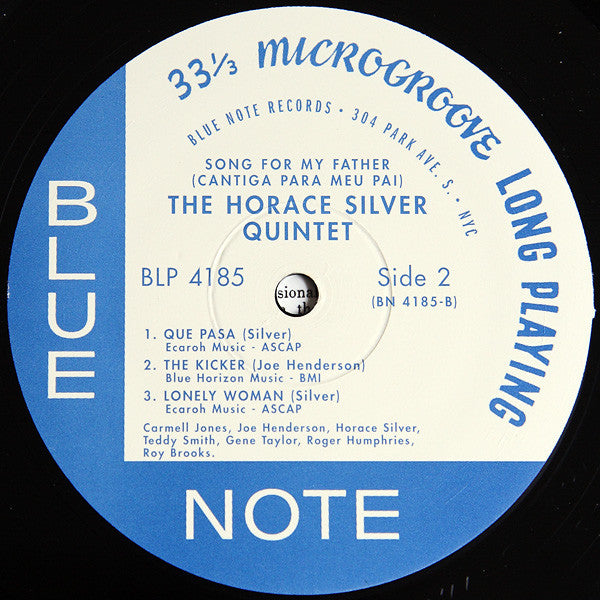 33⅓ MICROGROOVE LONG PLAYING
BLUE NOTE RECORDS • 304 PARK AVE. S. • NYC
SONG FOR MY FATHER
(CANTIGA PARA MEU PAI)
THE HORACE SILVER
QUINTET
BLP 4185
Side 2
(BN 4185-B)
sional
th
1. QUE PASA (Silver)
Ecaroh Music - ASCAP
2. THE KICKER (Joe Henderson)
Blue Horizon Music - BMI
3. LONELY WOMAN (Silver)
Ecaroh Music - ASCAP
Carmell Jones, Joe Henderson, Horace Silver,
Teddy Smith, Gene Taylor, Roger Humphries,
Roy Brooks.
BLUE
NOTE